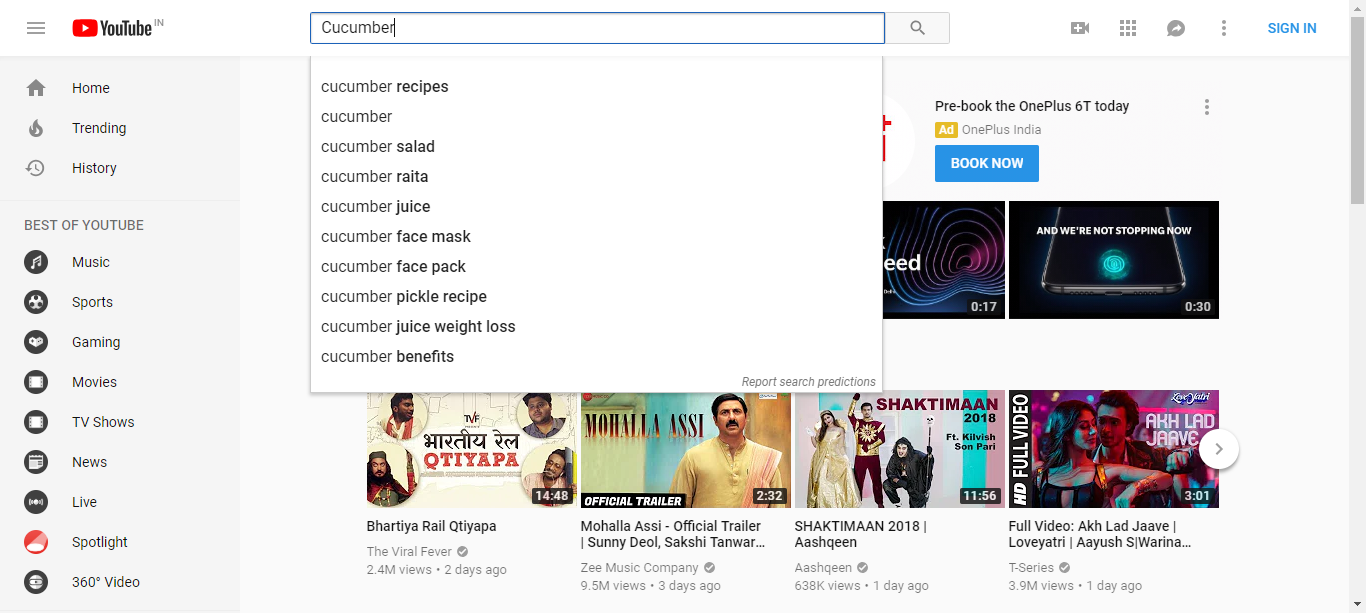 YouTube IN
Cucumber
SIGN IN
Home
Trending
History
BEST OF YOUTUBE
Music
Sports
Gaming
Movies
TV Shows
News
Live
Spotlight
360° Video
cucumber recipes
cucumber
cucumber salad
cucumber raita
cucumber juice
cucumber face mask
cucumber face pack
cucumber pickle recipe
cucumber juice weight loss
cucumber benefits
Report search predictions
Pre-book the OnePlus 6T today
Ad OnePlus India
BOOK NOW
eed
0:17
AND WE'RE NOT STOPPING NOW
0:30
TVF
भारतीय रेल
QTIYAPA
14:48
Bhartiya Rail Qtiyapa
The Viral Fever
2.4M views • 2 days ago
MOHALLA ASSI
OFFICIAL TRAILER
2:32
Mohalla Assi - Official Trailer
| Sunny Deol, Sakshi Tanwar...
Zee Music Company
9.5M views • 3 days ago
SHAKTIMAAN
2018
Ft. Kilvish
Son Pari
11:56
SHAKTIMAAN 2018 |
Aashqeen
Aashqeen
638K views • 1 day ago
HD FULL VIDEO
LoveYatri
AKH LAD
JAAVE
3:01
Full Video: Akh Lad Jaave |
Loveyatri | Aayush S|Warina...
T-Series
3.9M views • 1 day ago